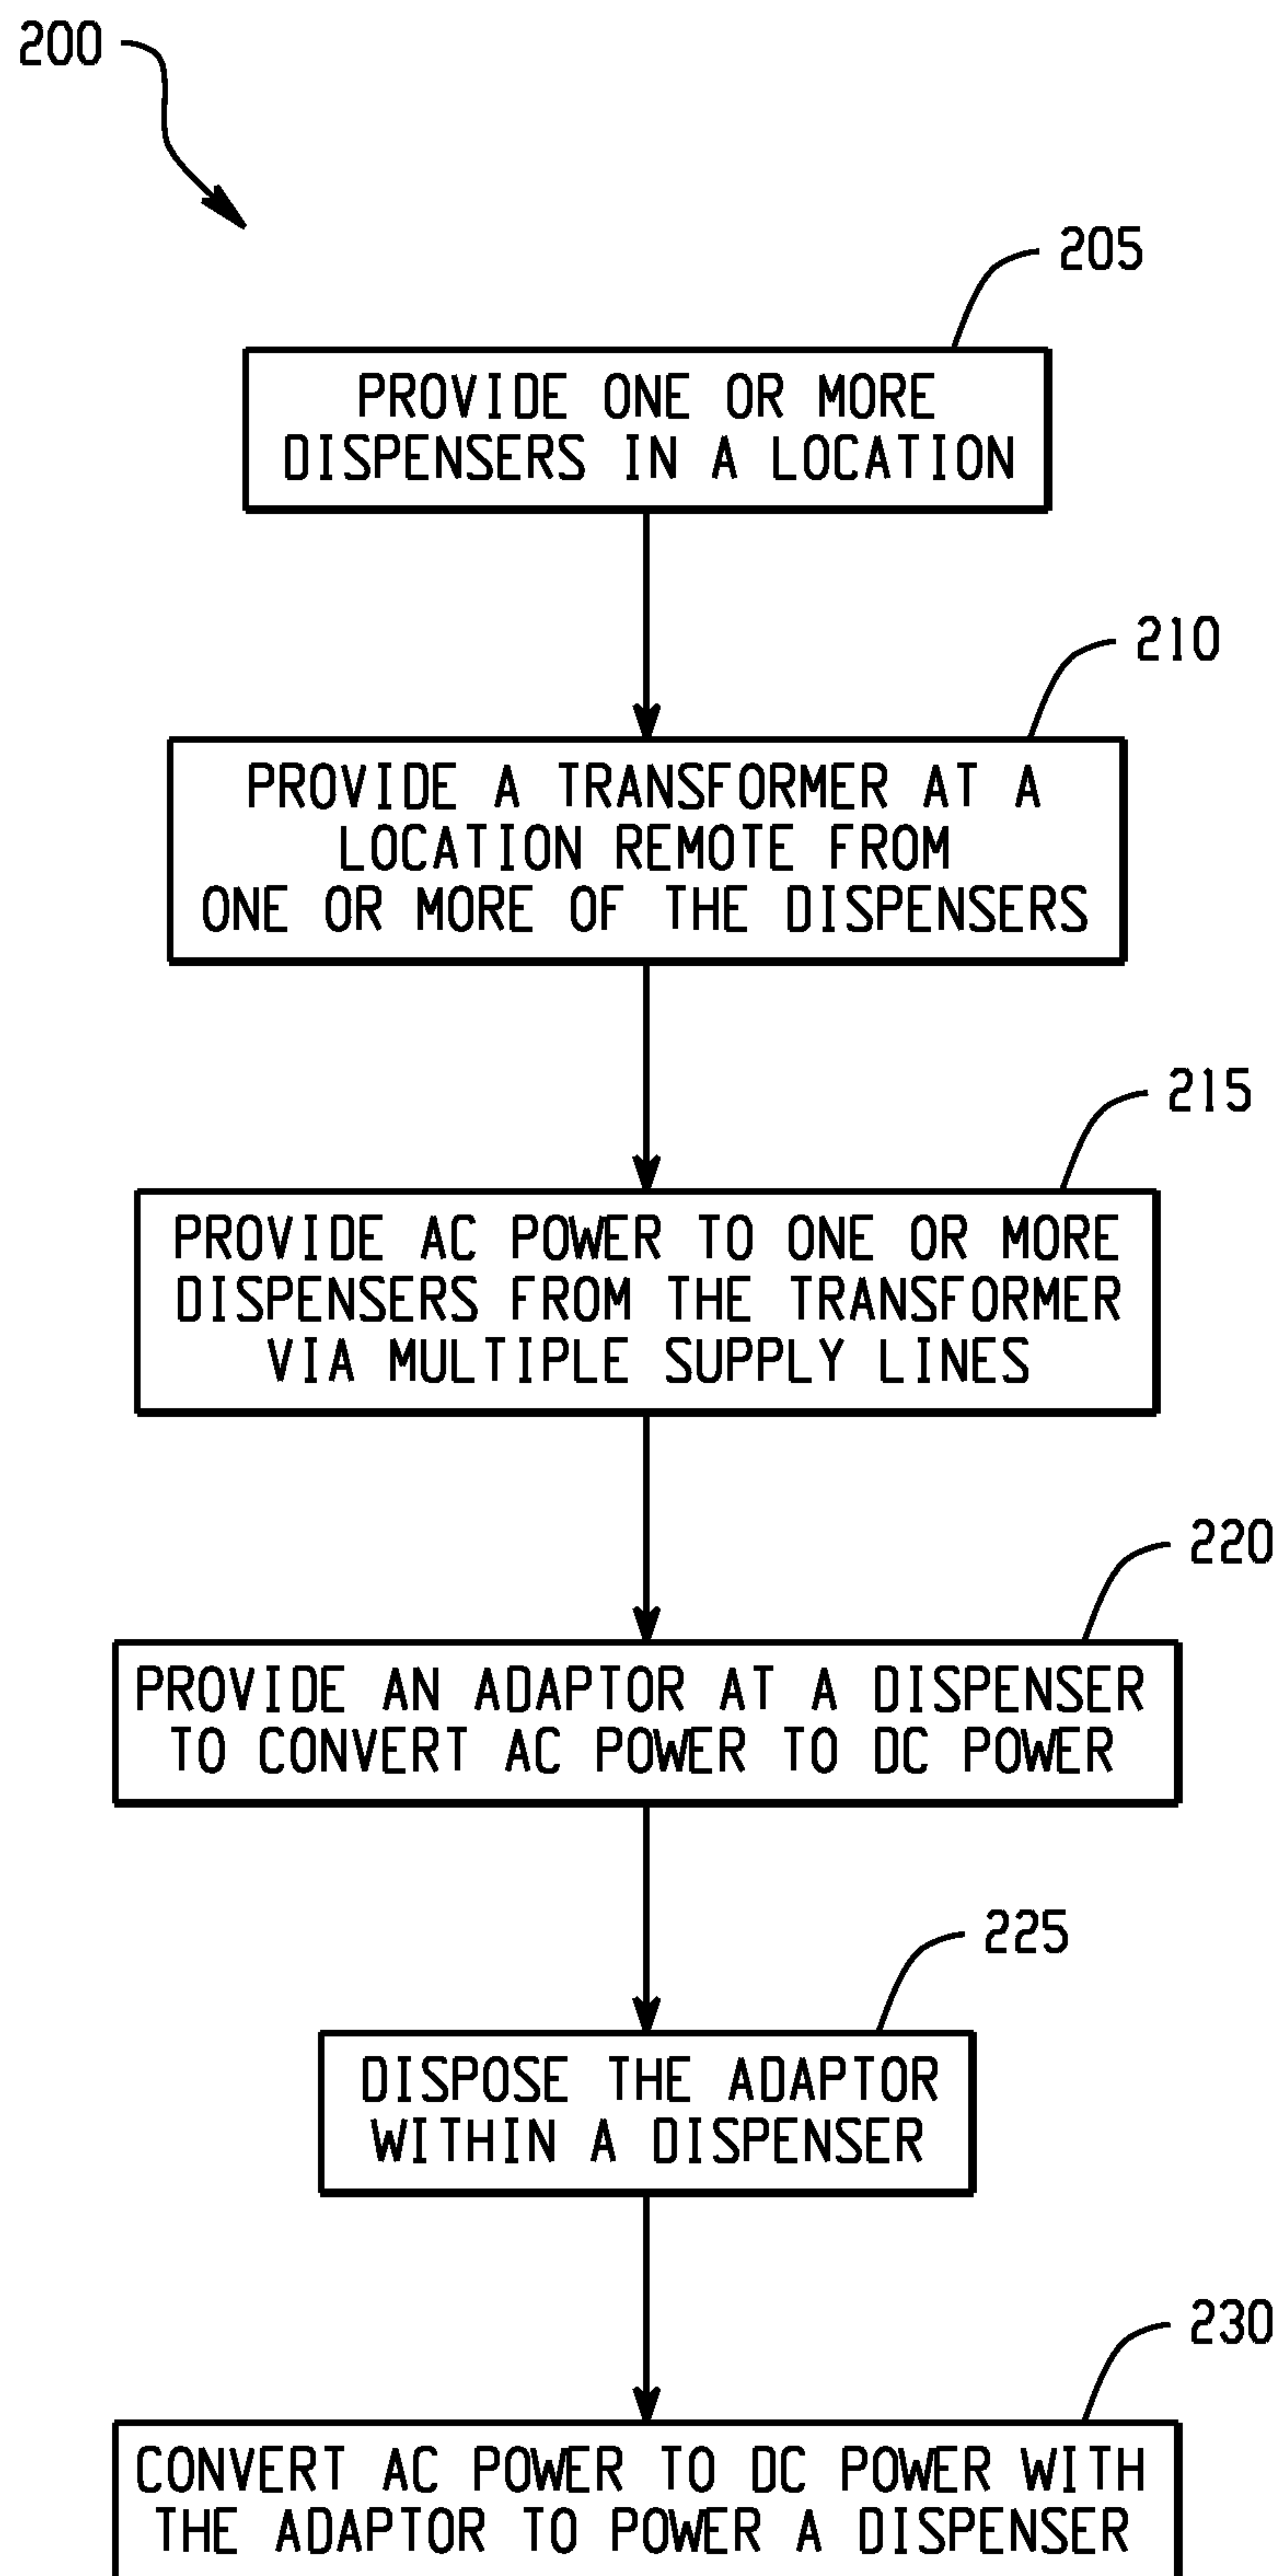 200
205
PROVIDE ONE OR MORE
DISPENSERS IN A LOCATION
210
PROVIDE A TRANSFORMER AT A
LOCATION REMOTE FROM
ONE OR MORE OF THE DISPENSERS
215
PROVIDE AC POWER TO ONE OR MORE
DISPENSERS FROM THE TRANSFORMER
VIA MULTIPLE SUPPLY LINES
220
PROVIDE AN ADAPTOR AT A DISPENSER
TO CONVERT AC POWER TO DC POWER
225
DISPOSE THE ADAPTOR
WITHIN A DISPENSER
230
CONVERT AC POWER TO DC POWER WITH
THE ADAPTOR TO POWER A DISPENSER